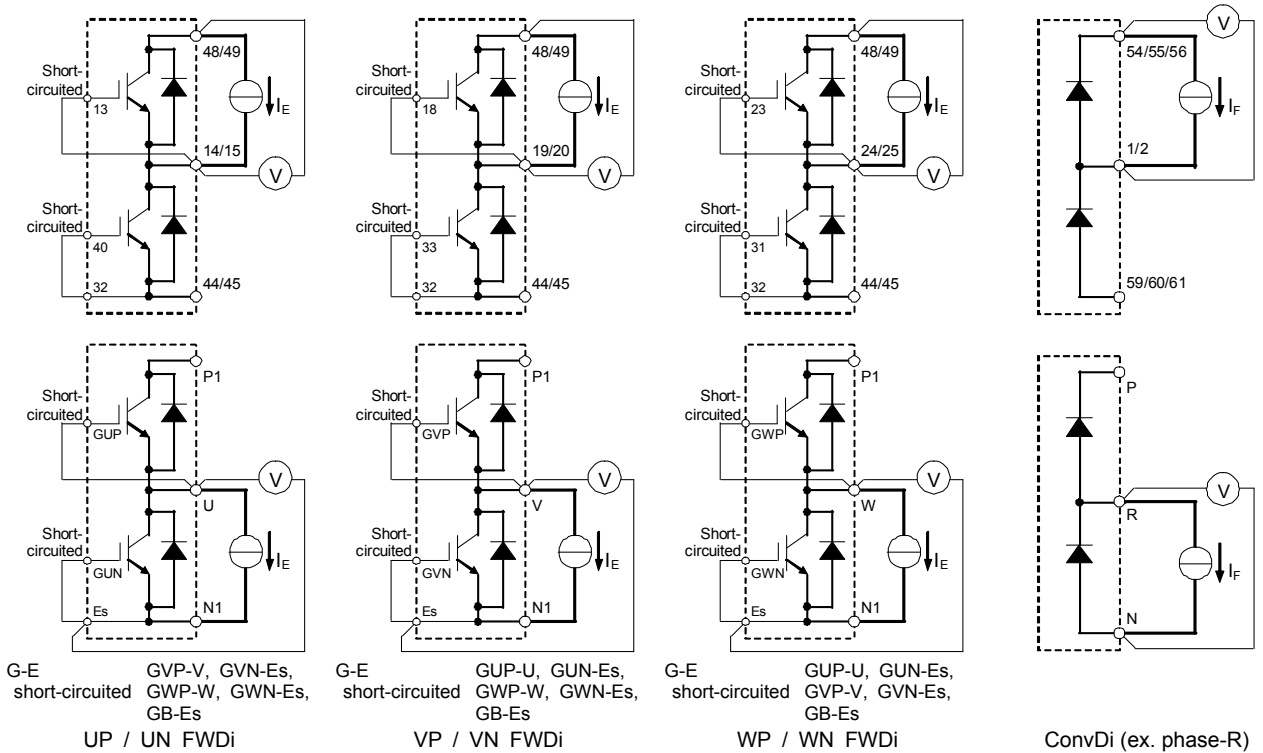 48/49
Short-
circuited
13
I_E
14/15
V
Short-
circuited
40
32
44/45
48/49
Short-
circuited
18
I_E
19/20
V
Short-
circuited
33
32
44/45
48/49
Short-
circuited
23
I_E
24/25
V
Short-
circuited
31
32
44/45
V
54/55/56
I_F
1/2
59/60/61
P1
Short-
circuited
GUP
V
U
Short-
circuited
GUN
I_E
Es
N1
P1
Short-
circuited
GVP
V
V
Short-
circuited
GVN
I_E
Es
N1
P1
Short-
circuited
GWP
V
W
Short-
circuited
GWN
I_E
Es
N1
P
V
R
I_F
N
G-E GVP-V, GVN-Es,
short-circuited GWP-W, GWN-Es,
GB-Es
UP / UN FWDi
G-E GUP-U, GUN-Es,
short-circuited GWP-W, GWN-Es,
GB-Es
VP / VN FWDi
G-E GUP-U, GUN-Es,
short-circuited GVP-V, GVN-Es,
GB-Es
WP / WN FWDi
ConvDi (ex. phase-R)